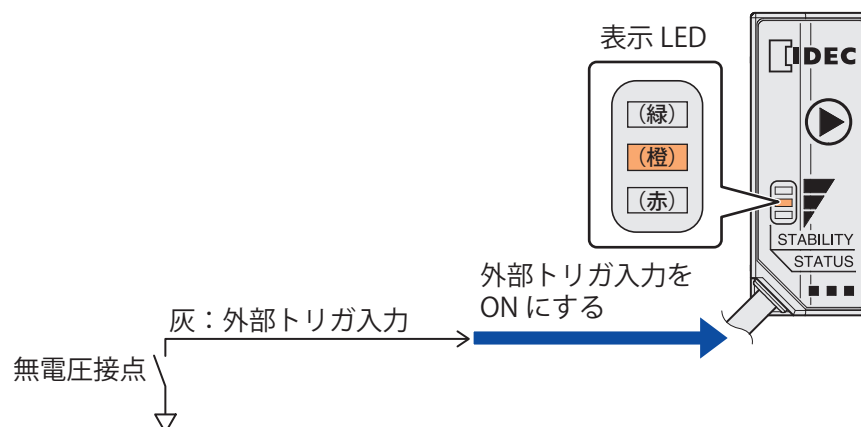 表示 LED
IDEC
（緑）
（橙）
（赤）
STABILITY
STATUS
外部トリガ入力を
ON にする
灰：外部トリガ入力
無電圧接点